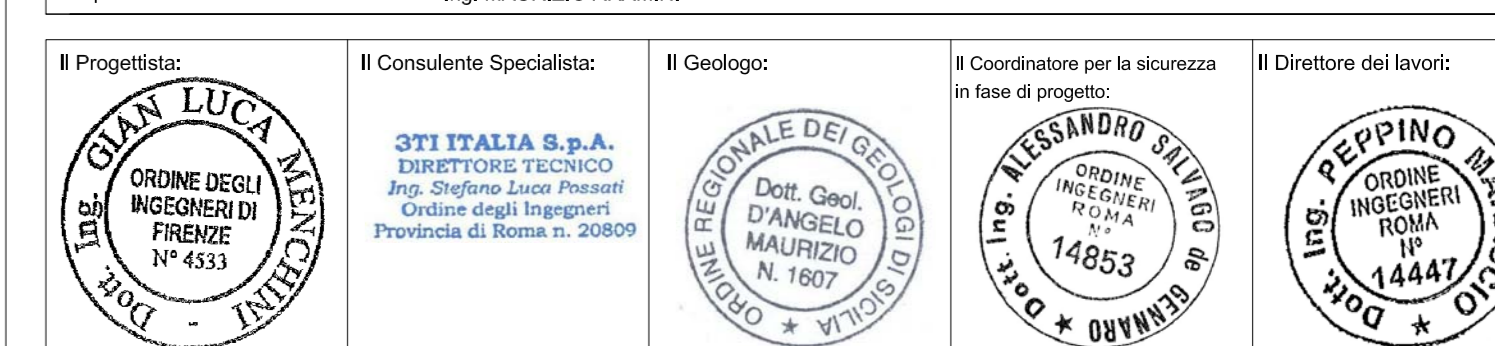 Il Progettista:
Dott. Ing. GIAN LUCA MENCHINI -
ORDINE DEGLI
INGEGNERI DI
FIRENZE
N° 4533
Il Consulente Specialista:
3TI ITALIA S.p.A.
DIRETTORE TECNICO
Ing. Stefano Luca Possati
Ordine degli Ingegneri
Provincia di Roma n. 20809
Il Geologo:
ORDINE REGIONALE DEI GEOLOGI DI SICILIA ★
Dott. Geol.
D'ANGELO
MAURIZIO
N. 1607
Il Coordinatore per la sicurezza
in fase di progetto:
Dott. Ing. ALESSANDRO SALVAGO de GENNARO ★
ORDINE
INGEGNERI
ROMA
N°
14853
Il Direttore dei lavori:
Dott. Ing. PEPPINO ★
ORDINE
INGEGNERI
ROMA
N°
14447